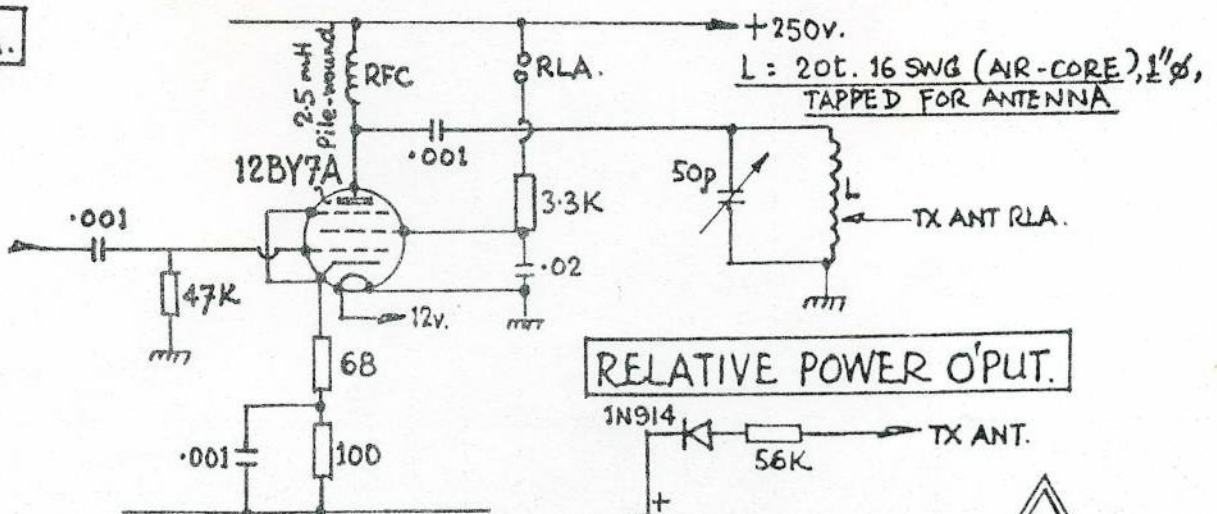 +250v.
L: 20t. 16 SWG (AIR-CORE), 1"ø,
TAPPED FOR ANTENNA
2.5 mH
Pile-wound
RFC
RLA.
.001
12BY7A
50p
L
.001
3.3K
TX ANT RLA.
.02
47K
12v.
68
RELATIVE POWER O'PUT.
1N914
TX ANT.
56K
.001
100
+